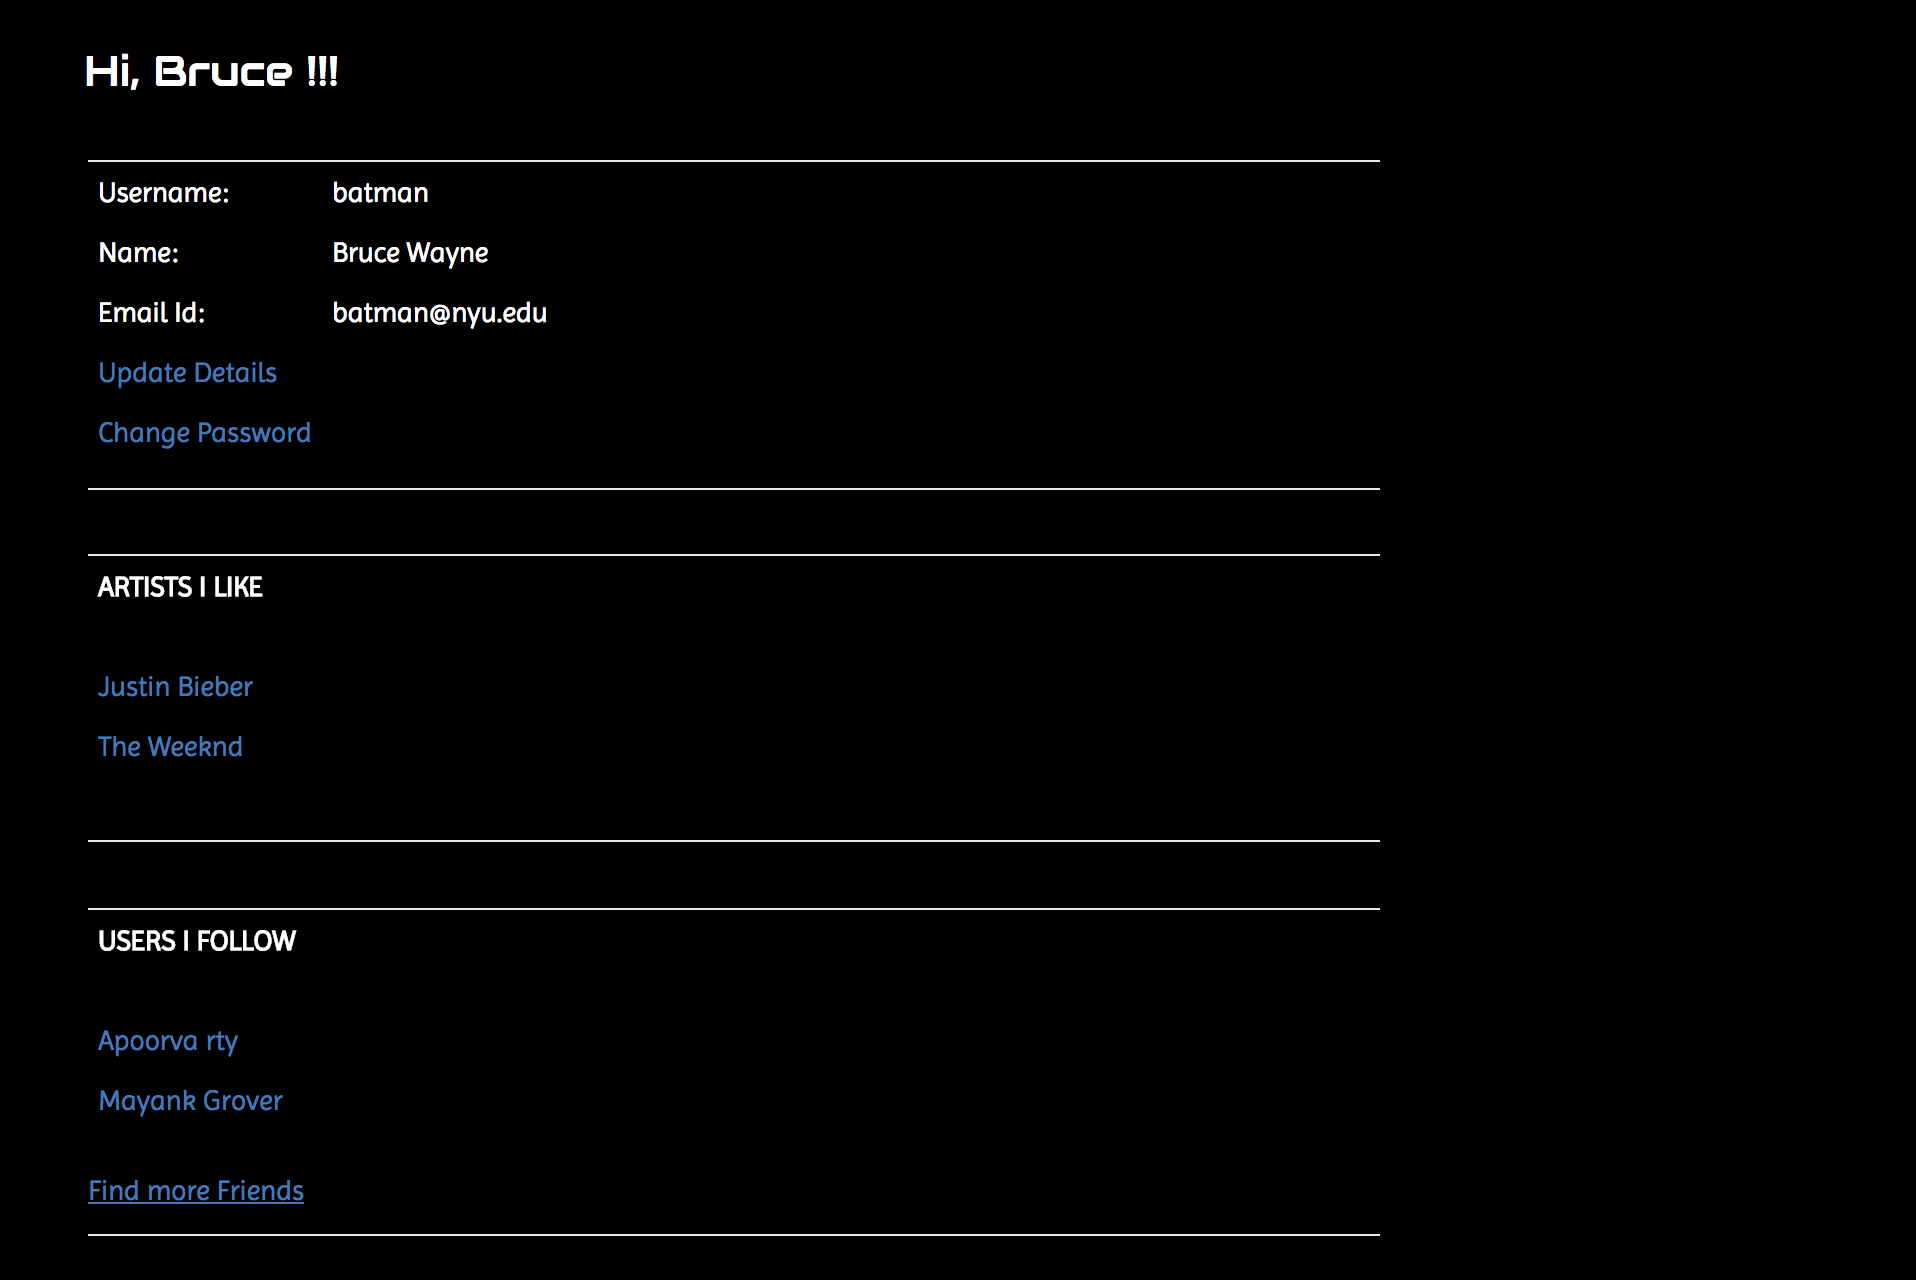 Hi, Bruce !!!
Username: batman
Name: Bruce Wayne
Email Id: batman@nyu.edu
Update Details
Change Password
ARTISTS I LIKE
Justin Bieber
The Weeknd
USERS I FOLLOW
Apoorva rty
Mayank Grover
Find more Friends